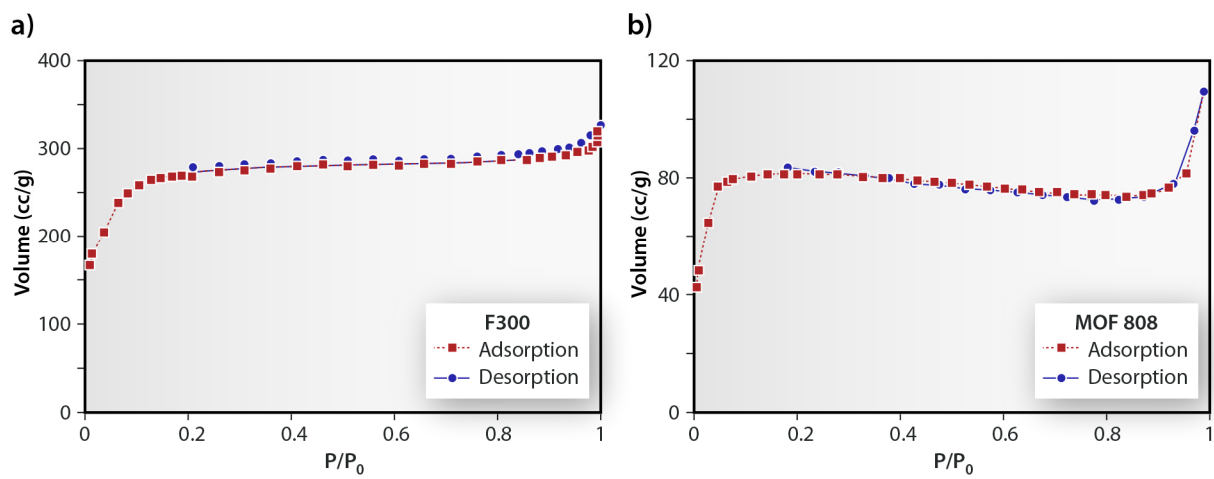 a)
400
300
200
100
0
Volume (cc/g)
0
0.2
0.4
0.6
0.8
1
P/P0
F300
Adsorption
Desorption
b)
120
80
40
0
Volume (cc/g)
0
0.2
0.4
0.6
0.8
1
P/P0
MOF 808
Adsorption
Desorption